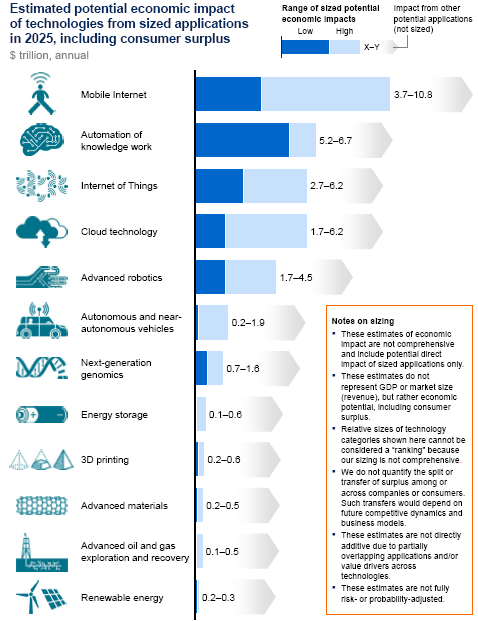 Estimated potential economic impact
of technologies from sized applications
in 2025, including consumer surplus
$ trillion, annual
Range of sized potential
economic impacts
Low
High
X–Y
Impact from other
potential applications
(not sized)
Mobile Internet
3.7–10.8
Automation of
knowledge work
5.2–6.7
Internet of Things
2.7–6.2
Cloud technology
1.7–6.2
Advanced robotics
1.7–4.5
Autonomous and near-
autonomous vehicles
0.2–1.9
Next-generation
genomics
0.7–1.6
Energy storage
0.1–0.6
3D printing
0.2–0.6
Advanced materials
0.2–0.5
Advanced oil and gas
exploration and recovery
0.1–0.5
Renewable energy
0.2–0.3
Notes on sizing
▪ These estimates of economic
impact are not comprehensive
and include potential direct
impact of sized applications only.
▪ These estimates do not
represent GDP or market size
(revenue), but rather economic
potential, including consumer
surplus.
▪ Relative sizes of technology
categories shown here cannot be
considered a “ranking” because
our sizing is not comprehensive.
▪ We do not quantify the split or
transfer of surplus among or
across companies or consumers.
Such transfers would depend on
future competitive dynamics and
business models.
▪ These estimates are not directly
additive due to partially
overlapping applications and/or
value drivers across
technologies.
▪ These estimates are not fully
risk- or probability-adjusted.